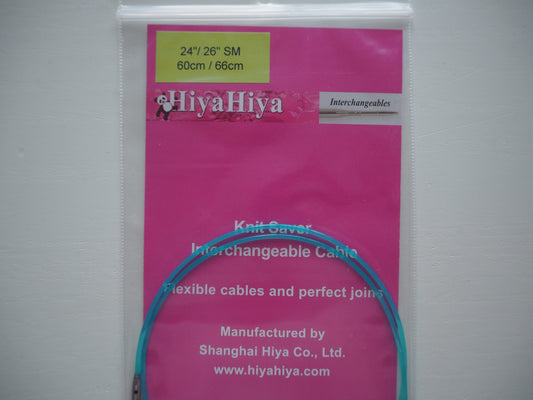 24"/ 26" SM
60cm / 66cm
HiyaHiya
Interchangeables
Knit Saver
Interchangeable Cable
Flexible cables and perfect joins
Manufactured by
Shanghai Hiya Co., Ltd.
www.hiyahiya.com